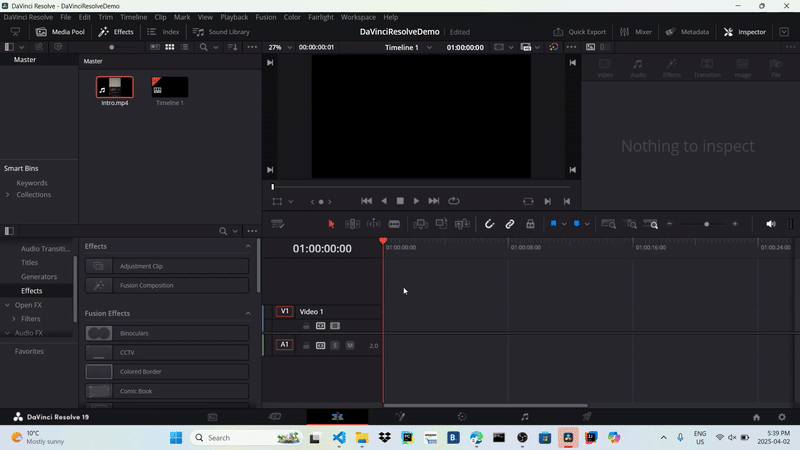 DaVinci Resolve - DaVinciResolveDemo
DaVinci Resolve File Edit Trim Timeline Clip Mark View Playback Fusion Color Fairlight Workspace Help
Media Pool Effects Index Sound Library DaVinciResolveDemo Edited Quick Export Mixer Metadata Inspector
27% 00:00:00:01 Timeline 1 01:00:00:00
Master Master
Video Audio Effects Transition Image File
Intro.mp4 Timeline 1
Nothing to inspect
Smart Bins
Keywords
Collections
Audio Transiti...
Titles
Generators
Effects
Open FX
Filters
Audio FX
Favorites
Effects
Adjustment Clip
Fusion Composition
Fusion Effects
Binoculars
CCTV
Colored Border
Comic Book
01:00:00:00 01:00:00:00 01:00:08:00 01:00:16:00 01:00:24:00
V1 Video 1
A1 S M 2.0
DaVinci Resolve 19
10°C
Mostly sunny
Search
ENG
US
5:39 PM
2025-04-02